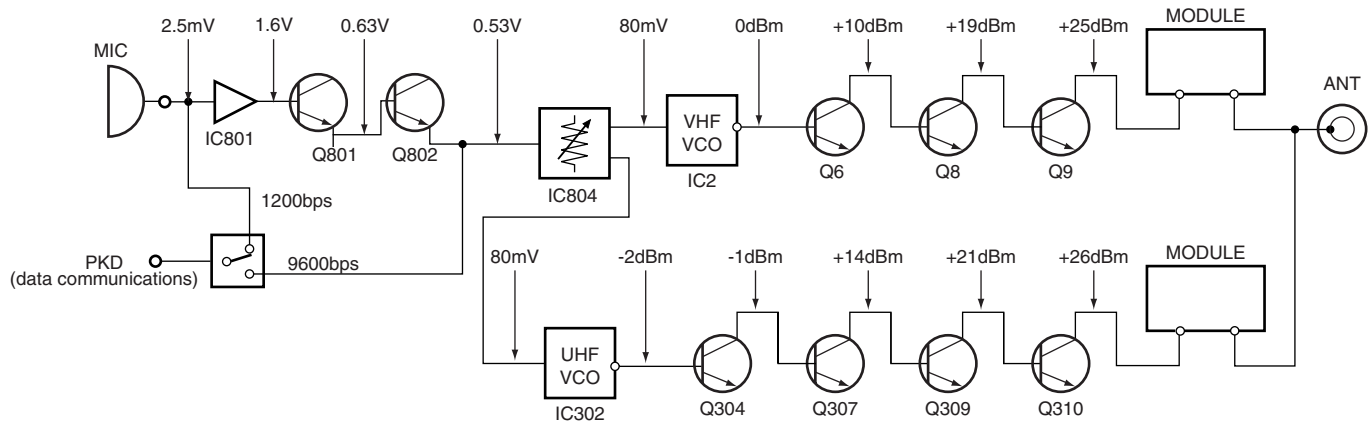 2.5mV 1.6V 0.63V 0.53V 80mV 0dBm +10dBm +19dBm +25dBm MODULE
MIC
ANT
IC801
Q801
Q802
IC804
VHF
VCO
IC2
Q6
Q8
Q9
1200bps
PKD
(data communications)
9600bps
80mV -2dBm -1dBm +14dBm +21dBm +26dBm MODULE
UHF
VCO
IC302
Q304
Q307
Q309
Q310